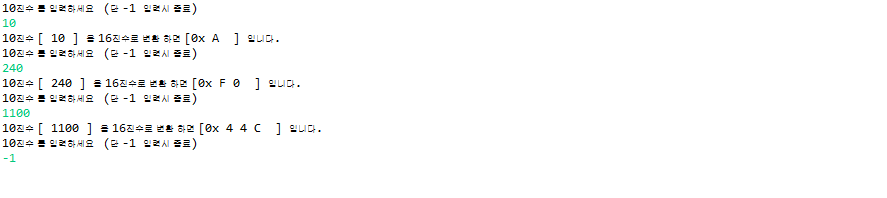 10진수 를 입력하세요 (단 -1 입력시 종료)
10
10진수 [ 10 ] 을 16진수로 변환 하면 [0x A  ] 입니다.
10진수 를 입력하세요 (단 -1 입력시 종료)
240
10진수 [ 240 ] 을 16진수로 변환 하면 [0x F 0  ] 입니다.
10진수 를 입력하세요 (단 -1 입력시 종료)
1100
10진수 [ 1100 ] 을 16진수로 변환 하면 [0x 4 4 C  ] 입니다.
10진수 를 입력하세요 (단 -1 입력시 종료)
-1